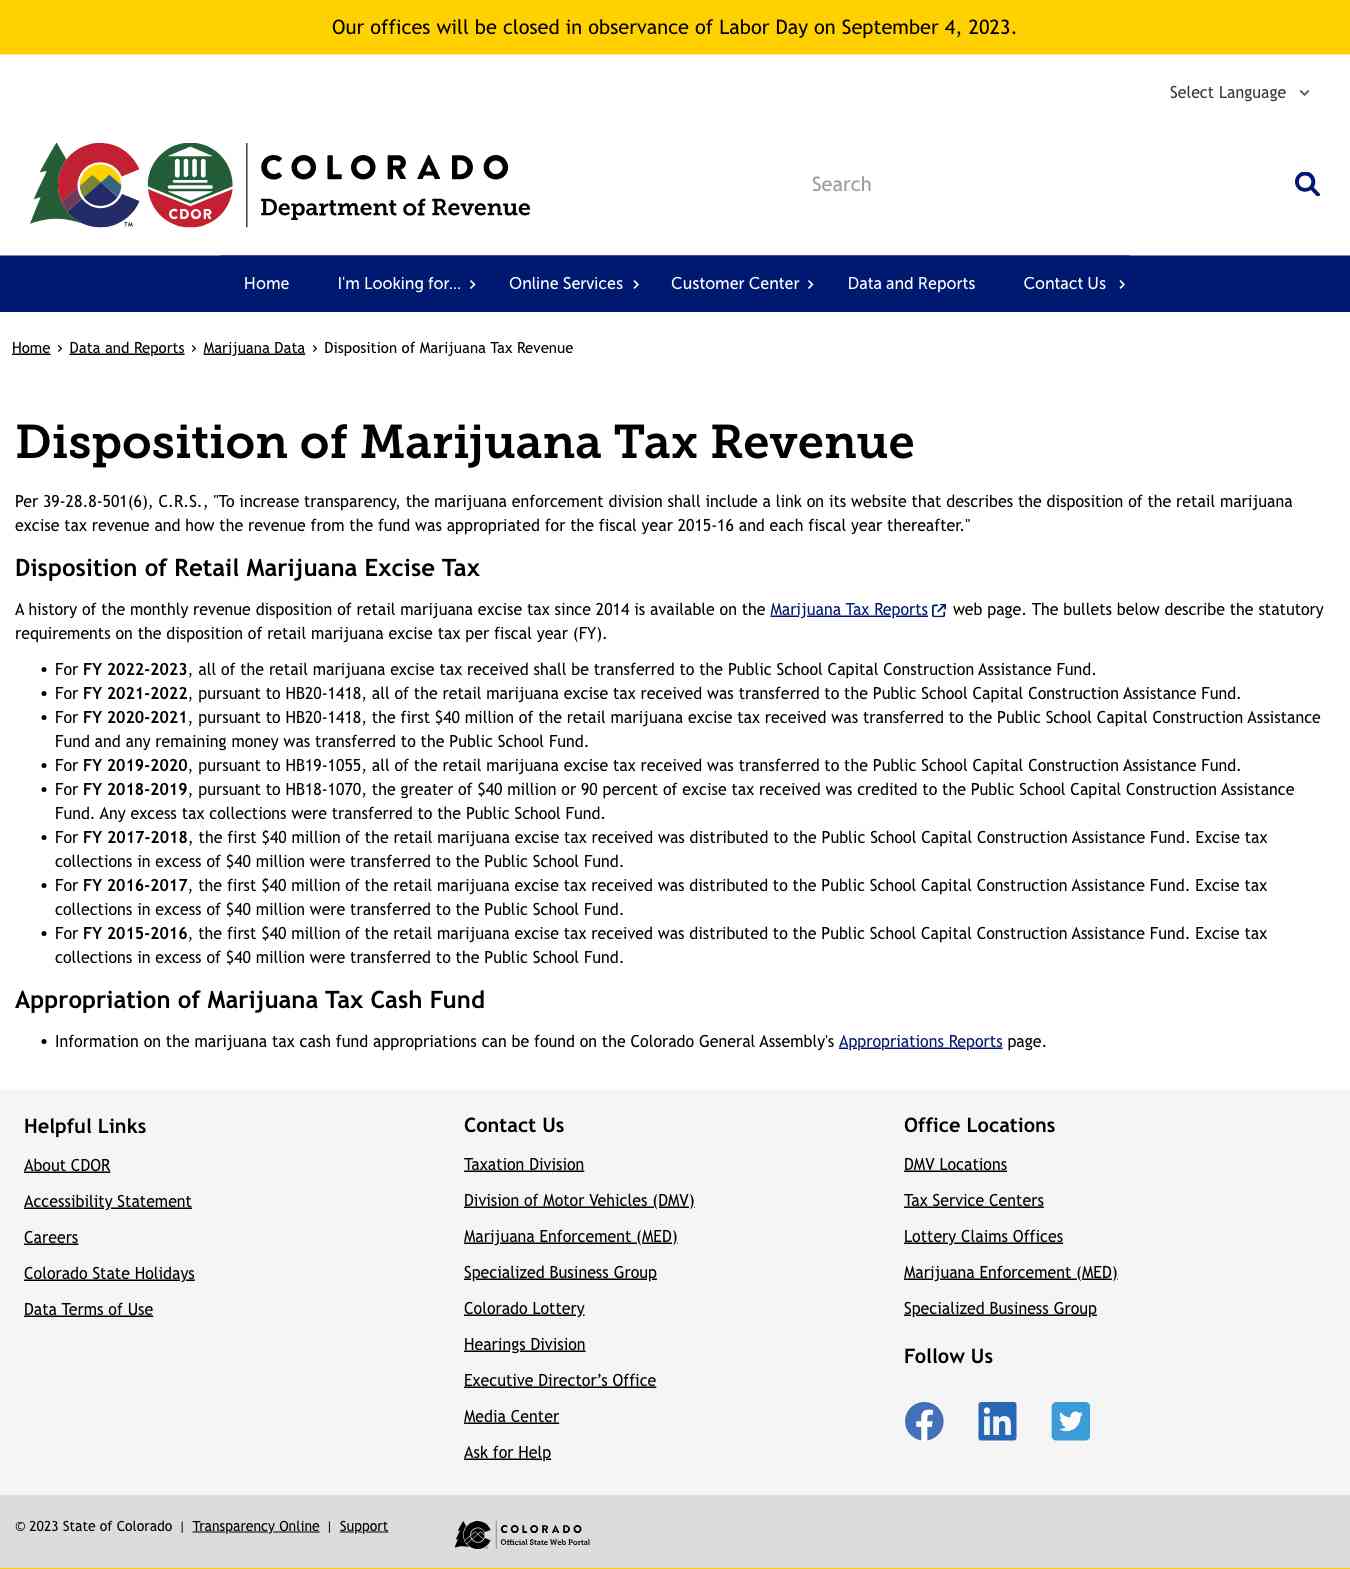 Our offices will be closed in observance of Labor Day on September 4, 2023.
Select Language
CDOR
TM
COLORADO
Department of Revenue
Search
Home I'm Looking for... Online Services Customer Center Data and Reports Contact Us
Home › Data and Reports › Marijuana Data › Disposition of Marijuana Tax Revenue
Disposition of Marijuana Tax Revenue
Per 39-28.8-501(6), C.R.S., "To increase transparency, the marijuana enforcement division shall include a link on its website that describes the disposition of the retail marijuana
excise tax revenue and how the revenue from the fund was appropriated for the fiscal year 2015-16 and each fiscal year thereafter."
Disposition of Retail Marijuana Excise Tax
A history of the monthly revenue disposition of retail marijuana excise tax since 2014 is available on the Marijuana Tax Reports web page. The bullets below describe the statutory
requirements on the disposition of retail marijuana excise tax per fiscal year (FY).
• For FY 2022-2023, all of the retail marijuana excise tax received shall be transferred to the Public School Capital Construction Assistance Fund.
• For FY 2021-2022, pursuant to HB20-1418, all of the retail marijuana excise tax received was transferred to the Public School Capital Construction Assistance Fund.
• For FY 2020-2021, pursuant to HB20-1418, the first $40 million of the retail marijuana excise tax received was transferred to the Public School Capital Construction Assistance
Fund and any remaining money was transferred to the Public School Fund.
• For FY 2019-2020, pursuant to HB19-1055, all of the retail marijuana excise tax received was transferred to the Public School Capital Construction Assistance Fund.
• For FY 2018-2019, pursuant to HB18-1070, the greater of $40 million or 90 percent of excise tax received was credited to the Public School Capital Construction Assistance
Fund. Any excess tax collections were transferred to the Public School Fund.
• For FY 2017-2018, the first $40 million of the retail marijuana excise tax received was distributed to the Public School Capital Construction Assistance Fund. Excise tax
collections in excess of $40 million were transferred to the Public School Fund.
• For FY 2016-2017, the first $40 million of the retail marijuana excise tax received was distributed to the Public School Capital Construction Assistance Fund. Excise tax
collections in excess of $40 million were transferred to the Public School Fund.
• For FY 2015-2016, the first $40 million of the retail marijuana excise tax received was distributed to the Public School Capital Construction Assistance Fund. Excise tax
collections in excess of $40 million were transferred to the Public School Fund.
Appropriation of Marijuana Tax Cash Fund
• Information on the marijuana tax cash fund appropriations can be found on the Colorado General Assembly's Appropriations Reports page.
Helpful Links
About CDOR
Accessibility Statement
Careers
Colorado State Holidays
Data Terms of Use
Contact Us
Taxation Division
Division of Motor Vehicles (DMV)
Marijuana Enforcement (MED)
Specialized Business Group
Colorado Lottery
Hearings Division
Executive Director’s Office
Media Center
Ask for Help
Office Locations
DMV Locations
Tax Service Centers
Lottery Claims Offices
Marijuana Enforcement (MED)
Specialized Business Group
Follow Us
© 2023 State of Colorado | Transparency Online | Support
COLORADO
Official State Web Portal